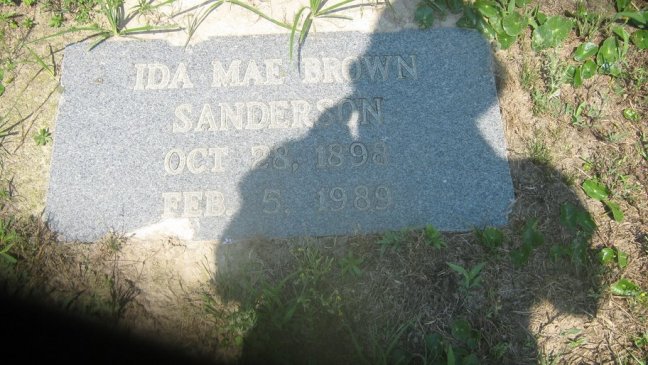 IDA MAE BROWN
SANDERSON
OCT 28, 1898
FEB. 5, 1989